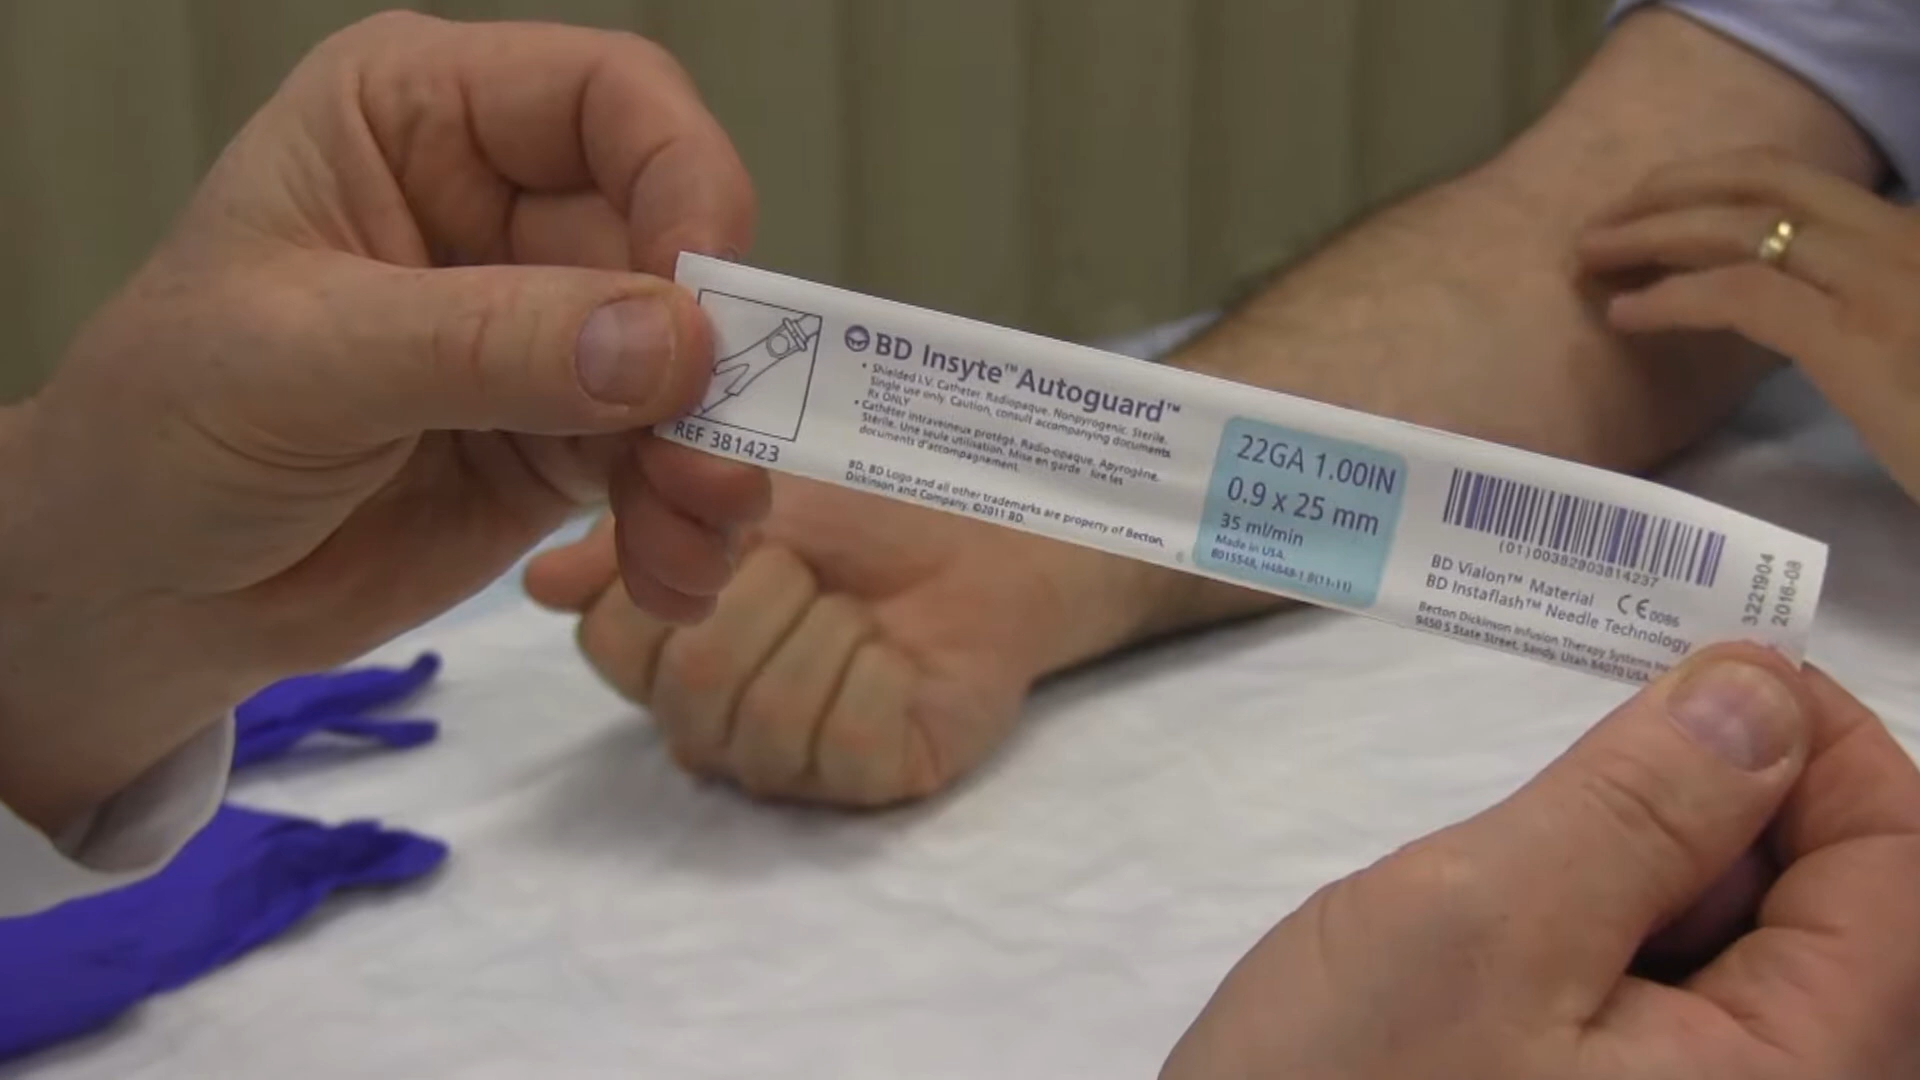 REF 381423
BD Insyte™ Autoguard™
• Shielded I.V. Catheter. Radiopaque. Nonpyrogenic. Sterile.
Single use only. Caution, consult accompanying documents.
Rx ONLY
• Cathéter intraveineux protégé. Radio-opaque. Apyrogène.
Stérile. Une seule utilisation. Mise en garde lire les
documents d'accompagnement.
BD, BD Logo and all other trademarks are property of Becton,
Dickinson and Company. ©2011 BD.
22GA 1.00IN
0.9 x 25 mm
35 ml/min
Made in USA.
(01)00382903814237
BD Vialon™ Material
BD Instaflash™ Needle Technology
CE 0086
Becton Dickinson Infusion Therapy Systems Inc.
9450 S State Street, Sandy, Utah 84070 USA
3221904
2016-08